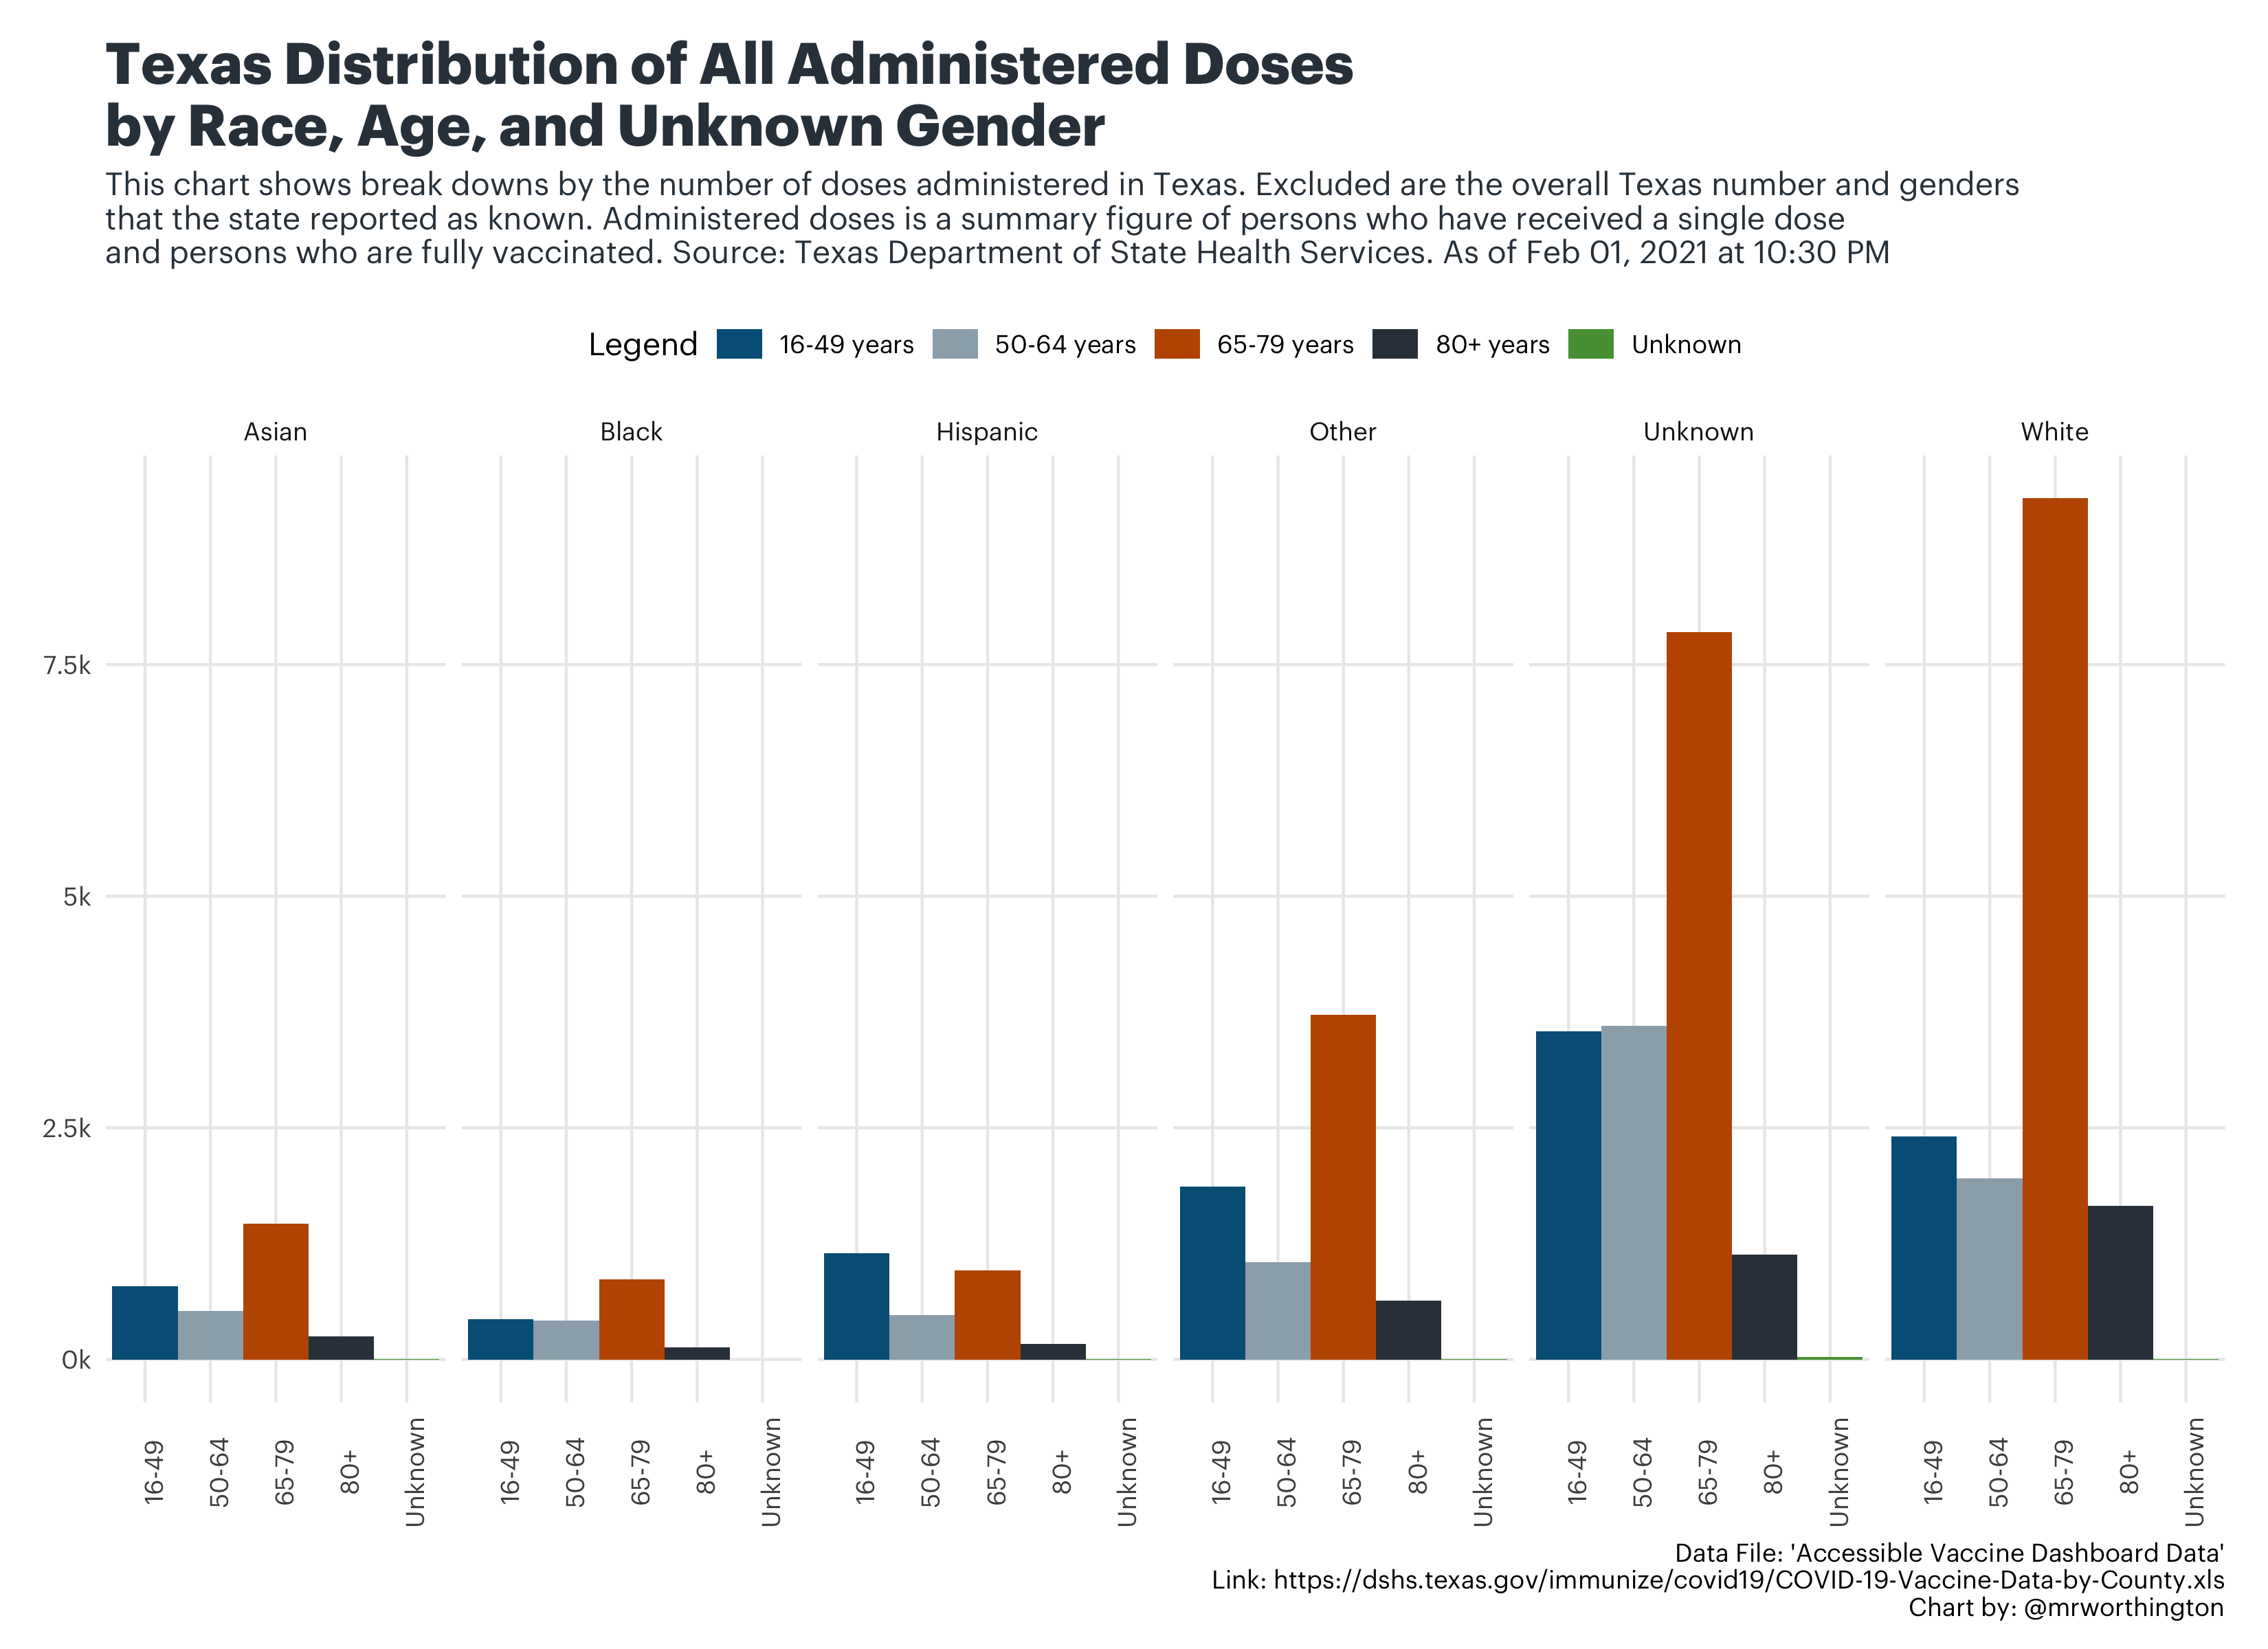 Texas Distribution of All Administered Doses
by Race, Age, and Unknown Gender
This chart shows break downs by the number of doses administered in Texas. Excluded are the overall Texas number and genders
that the state reported as known. Administered doses is a summary figure of persons who have received a single dose
and persons who are fully vaccinated. Source: Texas Department of State Health Services. As of Feb 01, 2021 at 10:30 PM
Legend 16-49 years 50-64 years 65-79 years 80+ years Unknown
Asian Black Hispanic Other Unknown White
7.5k
5k
2.5k
0k
16-49 50-64 65-79 80+ Unknown 16-49 50-64 65-79 80+ Unknown 16-49 50-64 65-79 80+ Unknown 16-49 50-64 65-79 80+ Unknown 16-49 50-64 65-79 80+ Unknown 16-49 50-64 65-79 80+ Unknown
Data File: 'Accessible Vaccine Dashboard Data'
Link: https://dshs.texas.gov/immunize/covid19/COVID-19-Vaccine-Data-by-County.xls
Chart by: @mrworthington